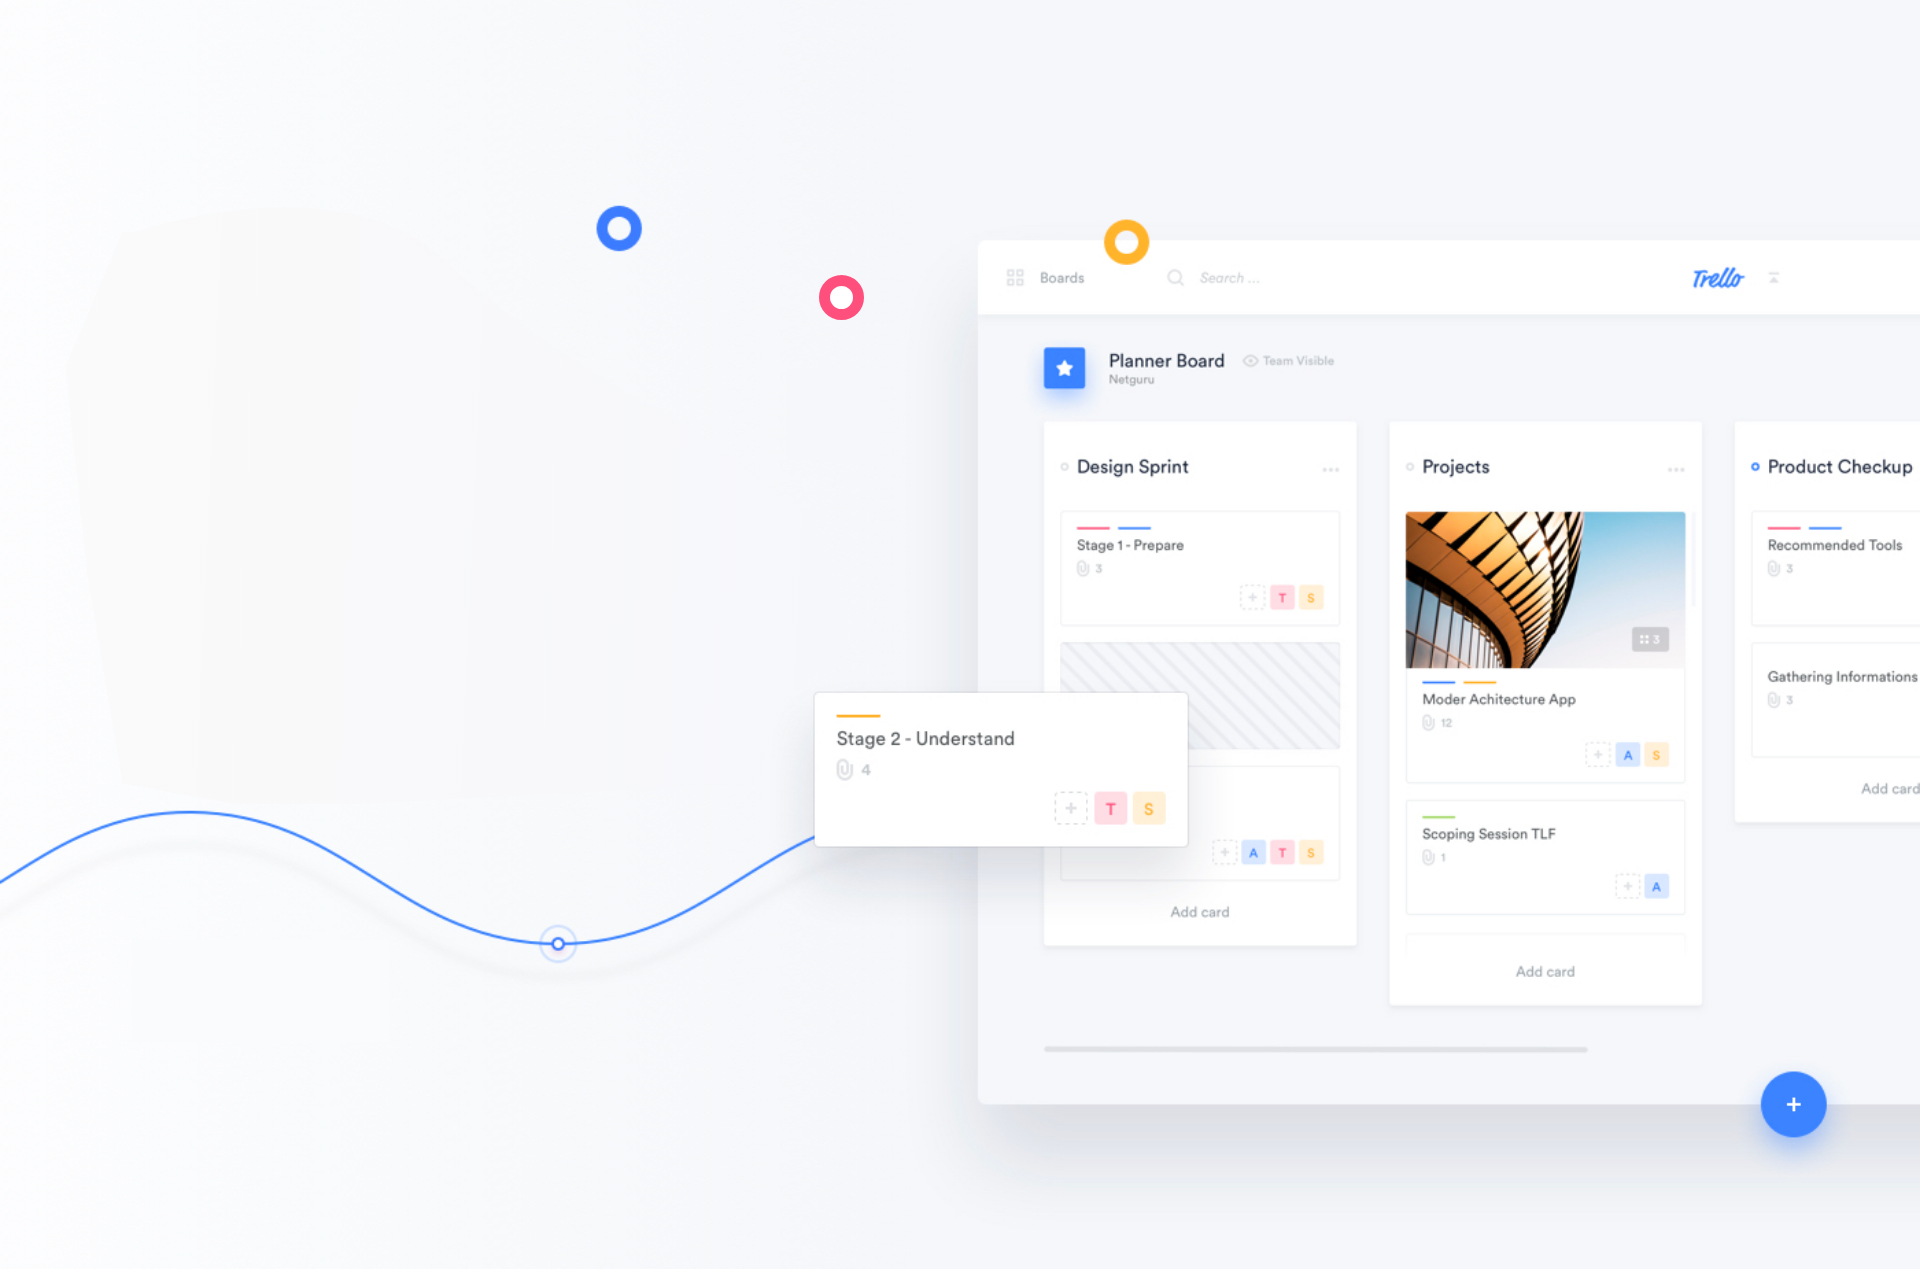 Boards
Search ...
Trello
Planner Board
Team Visible
Netguru
Design Sprint
Stage 1 - Prepare
3
+ T S
Stage 2 - Understand
4
+ T S
+ A T S
Add card
Projects
3
Moder Achitecture App
12
+ A S
Scoping Session TLF
1
+ A
Add card
Product Checkup
Recommended Tools
3
Gathering Informations
3
Add card
+